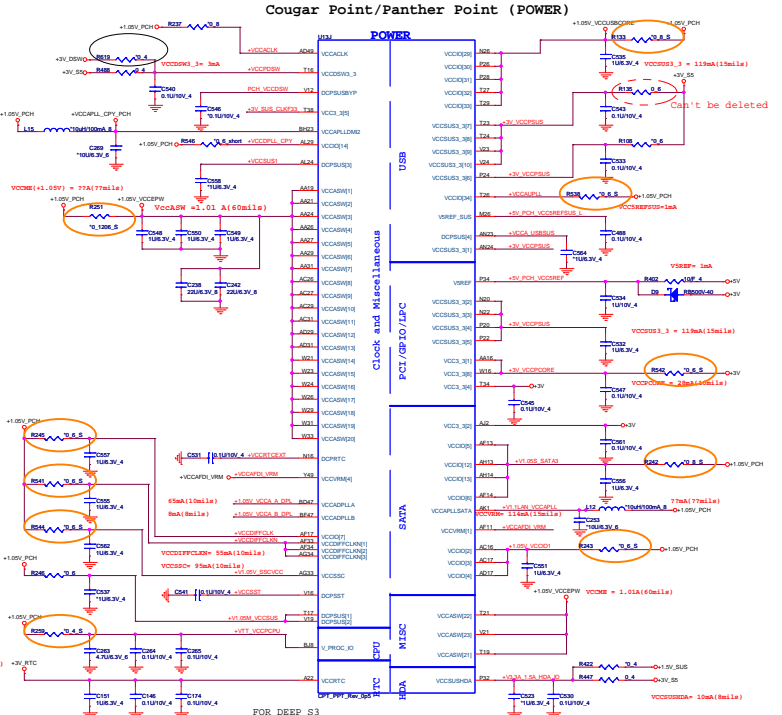 Cougar Point/Panther Point (POWER)
U13J
POWER
+1.05V_PCH
R237
*0_8
+VCCACLK
AD49
VCCACLK
+3V_DSW
R619
*0_4
VCCDSW3_3= 3mA
+3V_S5
R488
0_4
+VCCPDSW
T16
VCCDSW3_3
C540
0.1U/10V_4
PCH_VCCDSW
V12
DCPSUSBYP
C546
*0.1U/10V_4
+3V_SUS_CLKF33
T38
VCC3_3[5]
+1.05V_PCH
+VCCAPLL_CPY_PCH
L15
*10uH/100mA_8
BH23
VCCAPLLDMI2
C269
*10U/6.3V_6
+1.05V_PCH
R546
*0_6_short
+VCCDPLL_CPY
AL29
VCCIO[14]
+VCCSUS1
AL24
DCPSUS[3]
C558
*1U/6.3V_4
VCCME(+1.05V) = ??A(??mils)
+1.05V_PCH
+1.05V_VCCEPW
R251
*0_1206_S
VccASW =1.01 A(60mils)
C548
1U/6.3V_4
C550
1U/6.3V_4
C549
1U/6.3V_4
C238
22U/6.3V_8
C242
22U/6.3V_8
AA19
VCCASW[1]
AA21
VCCASW[2]
AA24
VCCASW[3]
AA26
VCCASW[4]
AA27
VCCASW[5]
AA29
VCCASW[6]
AA31
VCCASW[7]
AC26
VCCASW[8]
AC27
VCCASW[9]
AC29
VCCASW[10]
AC31
VCCASW[11]
AD29
VCCASW[12]
AD31
VCCASW[13]
W21
VCCASW[14]
W23
VCCASW[15]
W24
VCCASW[16]
W26
VCCASW[17]
W29
VCCASW[18]
W31
VCCASW[19]
W33
VCCASW[20]
C531
0.1U/10V_4
+VCCRTCEXT
N16
DCPRTC
+VCCAFDI_VRM
+VCCAFDI_VRM
Y49
VCCVRM[4]
65mA(10mils)
+1.05V_VCCA_A_DPL
BD47
VCCADPLLA
8mA(8mils)
+1.05V_VCCA_B_DPL
BF47
VCCADPLLB
+VCCDIFFCLK
AF17
VCCIO[7]
+VCCDIFFCLKN
AF33
VCCDIFFCLKN[1]
AF34
VCCDIFFCLKN[2]
AG34
VCCDIFFCLKN[3]
VCCDIFFCLKN= 55mA(10mils)
VCCSSC= 95mA(10mils)
+V1.05V_SSCVCC
AG33
VCCSSC
C541
0.1U/10V_4
+VCCSST
V16
DCPSST
+V1.05M_VCCSUS
T17
DCPSUS[1]
V19
DCPSUS[2]
+VTT_VCCPCPU
BJ8
V_PROC_IO
A22
VCCRTC
+1.05V_PCH
R245
*0_6_S
C557
1U/6.3V_4
R541
*0_6_S
C555
1U/6.3V_4
R544
*0_6_S
C562
1U/6.3V_4
+1.05V_PCH
R246
*0_6
C537
*1U/6.3V_4
+1.05V_PCH
R259
*0_4_S
C263
4.7U/6.3V_6
C264
0.1U/10V_4
C265
0.1U/10V_4
+3V_RTC
C151
1U/6.3V_4
C146
0.1U/10V_4
C174
0.1U/10V_4
CPT_PPT_Rev_0p5
FOR DEEP S3
Clock and Miscellaneous
USB
PCI/GPIO/LPC
SATA
MISC
CPU
RTC
HDA
+1.05V_VCCUSBCORE
+1.05V_PCH
R133
*0_8_S
N26
VCCIO[29]
P26
VCCIO[30]
P28
VCCIO[31]
T27
VCCIO[32]
T29
VCCIO[33]
C535
1U/6.3V_4
VCCSUS3_3 = 119mA(15mils)
+3V_S5
R135
0_6
Can't be deleted
T23
VCCSUS3_3[7]
+3V_VCCPSUS
T24
VCCSUS3_3[8]
V23
VCCSUS3_3[9]
V24
VCCSUS3_3[10]
P24
VCCSUS3_3[6]
+3V_VCCPSUS
C543
0.1U/10V_4
R108
*0_6
C533
0.1U/10V_4
T26
VCCIO[34]
+VCCAUPLL
R538
*0_6_S
+1.05V_PCH
VCC5REFSUS=1mA
M26
V5REF_SUS
+5V_PCH_VCC5REFSUS_L
C488
0.1U/10V_4
AN23
DCPSUS[4]
+VCCA_USBSUS
AN24
VCCSUS3_3[1]
+3V_VCCPSUS
C564
*1U/6.3V_4
V5REF= 1mA
P34
V5REF
+5V_PCH_VCC5REF
R402
10/F_4
+5V
D9
RB500V-40
+3V
C534
1U/10V_4
N20
VCCSUS3_3[2]
N22
VCCSUS3_3[3]
P20
VCCSUS3_3[4]
+3V_VCCPSUS
P22
VCCSUS3_3[5]
VCCSUS3_3 = 119mA(15mils)
C532
1U/6.3V_4
AA16
VCC3_3[1]
W16
VCC3_3[8]
+3V_VCCPCORE
R542
*0_6_S
+3V
T34
VCC3_3[4]
+3V
VCCPCORE = 28mA(10mils)
C547
0.1U/10V_4
C545
0.1U/10V_4
AJ2
VCC3_3[2]
+3V
C561
0.1U/10V_4
AF13
VCCIO[5]
AH13
VCCIO[12]
+V1.05S_SATA3
R242
*0_8_S
+1.05V_PCH
AH14
VCCIO[13]
AF14
VCCIO[6]
C556
1U/6.3V_4
??mA(??mils)
AK1
VCCAPLLSATA
+V1.1LAN_VCCAPLL
L12
*10uH/100mA_8
+1.05V_PCH
VCCVRM= 114mA(15mils)
C253
*10U/6.3V_6
AF11
VCCVRM[1]
+VCCAFDI_VRM
AC16
VCCIO[2]
+1.05V_VCCIO1
R243
*0_6_S
+1.05V_PCH
AC17
VCCIO[3]
AD17
VCCIO[4]
C551
1U/6.3V_4
+1.05V_VCCEPW
VCCME = 1.01A(60mils)
T21
VCCASW[22]
V21
VCCASW[23]
T19
VCCASW[21]
P32
VCCSUSHDA
+V3.3A_1.5A_HDA_IO
R422
*0_4
+1.5V_SUS
R447
0_4
+3V_S5
VCCSUSHDA= 10mA(8mils)
C523
*1U/6.3V_4
C530
0.1U/10V_4